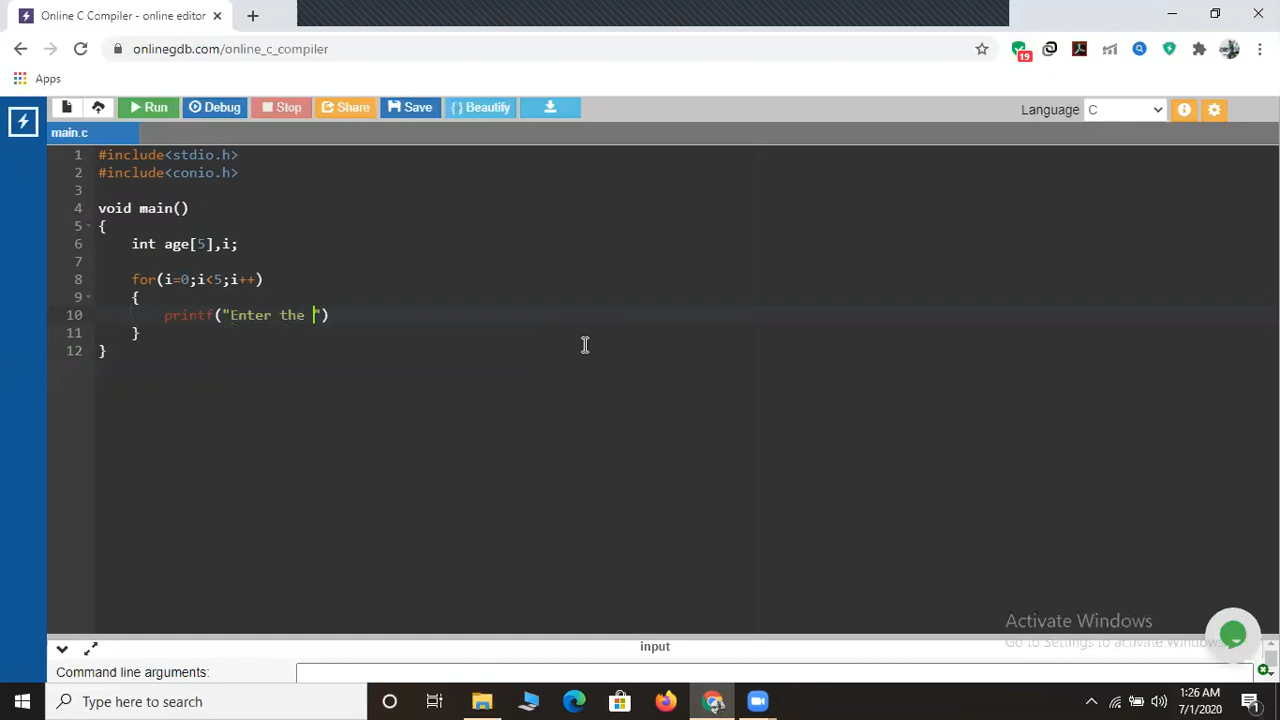 Online C Compiler - online editor
onlinegdb.com/online_c_compiler
19
Apps
Run
Debug
Stop
Share
Save
{ } Beautify
Language
C
main.c
1 #include<stdio.h>
2 #include<conio.h>
3
4 void main()
5 {
6 int age[5],i;
7
8 for(i=0;i<5;i++)
9 {
10 printf("Enter the ")
11 }
12 }
Activate Windows
Go to Settings to activate Windows.
input
Command line arguments:
Type here to search
1:26 AM
7/1/2020
1